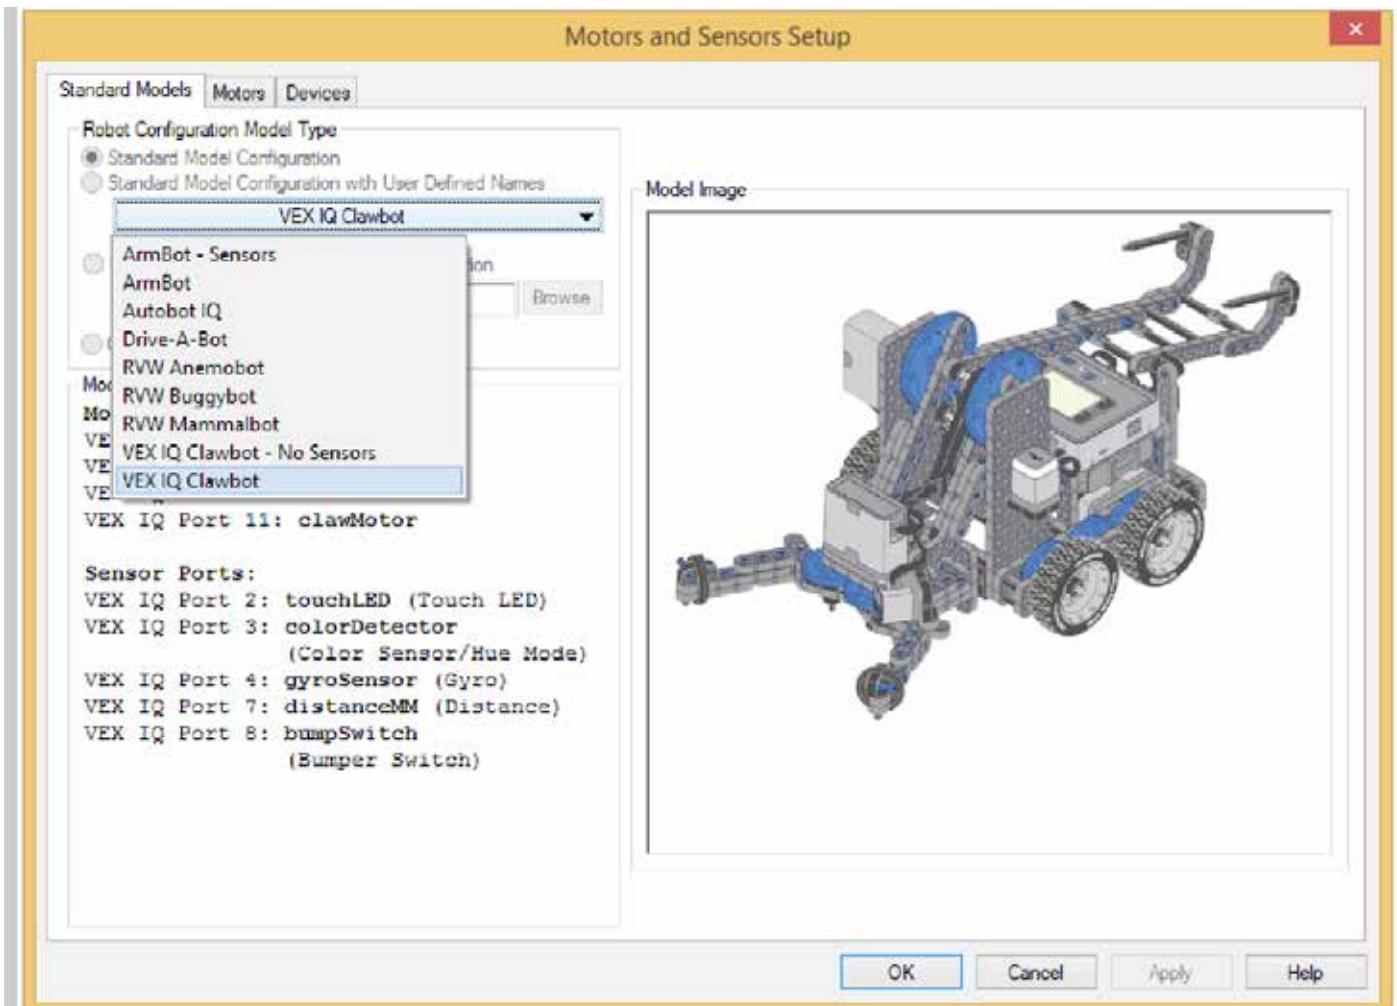 Motors and Sensors Setup
Standard Models Motors Devices
Robot Configuration Model Type
Standard Model Configuration
Standard Model Configuration with User Defined Names
VEX IQ Clawbot
ArmBot - Sensors
ArmBot
Autobot IQ
Drive-A-Bot
RVW Anemobot
RVW Buggybot
RVW Mammalbot
VEX IQ Clawbot - No Sensors
VEX IQ Clawbot
Browse
VEX IQ Port 11: clawMotor
Sensor Ports:
VEX IQ Port 2: touchLED (Touch LED)
VEX IQ Port 3: colorDetector
(Color Sensor/Hue Mode)
VEX IQ Port 4: gyroSensor (Gyro)
VEX IQ Port 7: distanceMM (Distance)
VEX IQ Port 8: bumpSwitch
(Bumper Switch)
Model Image
OK Cancel Apply Help